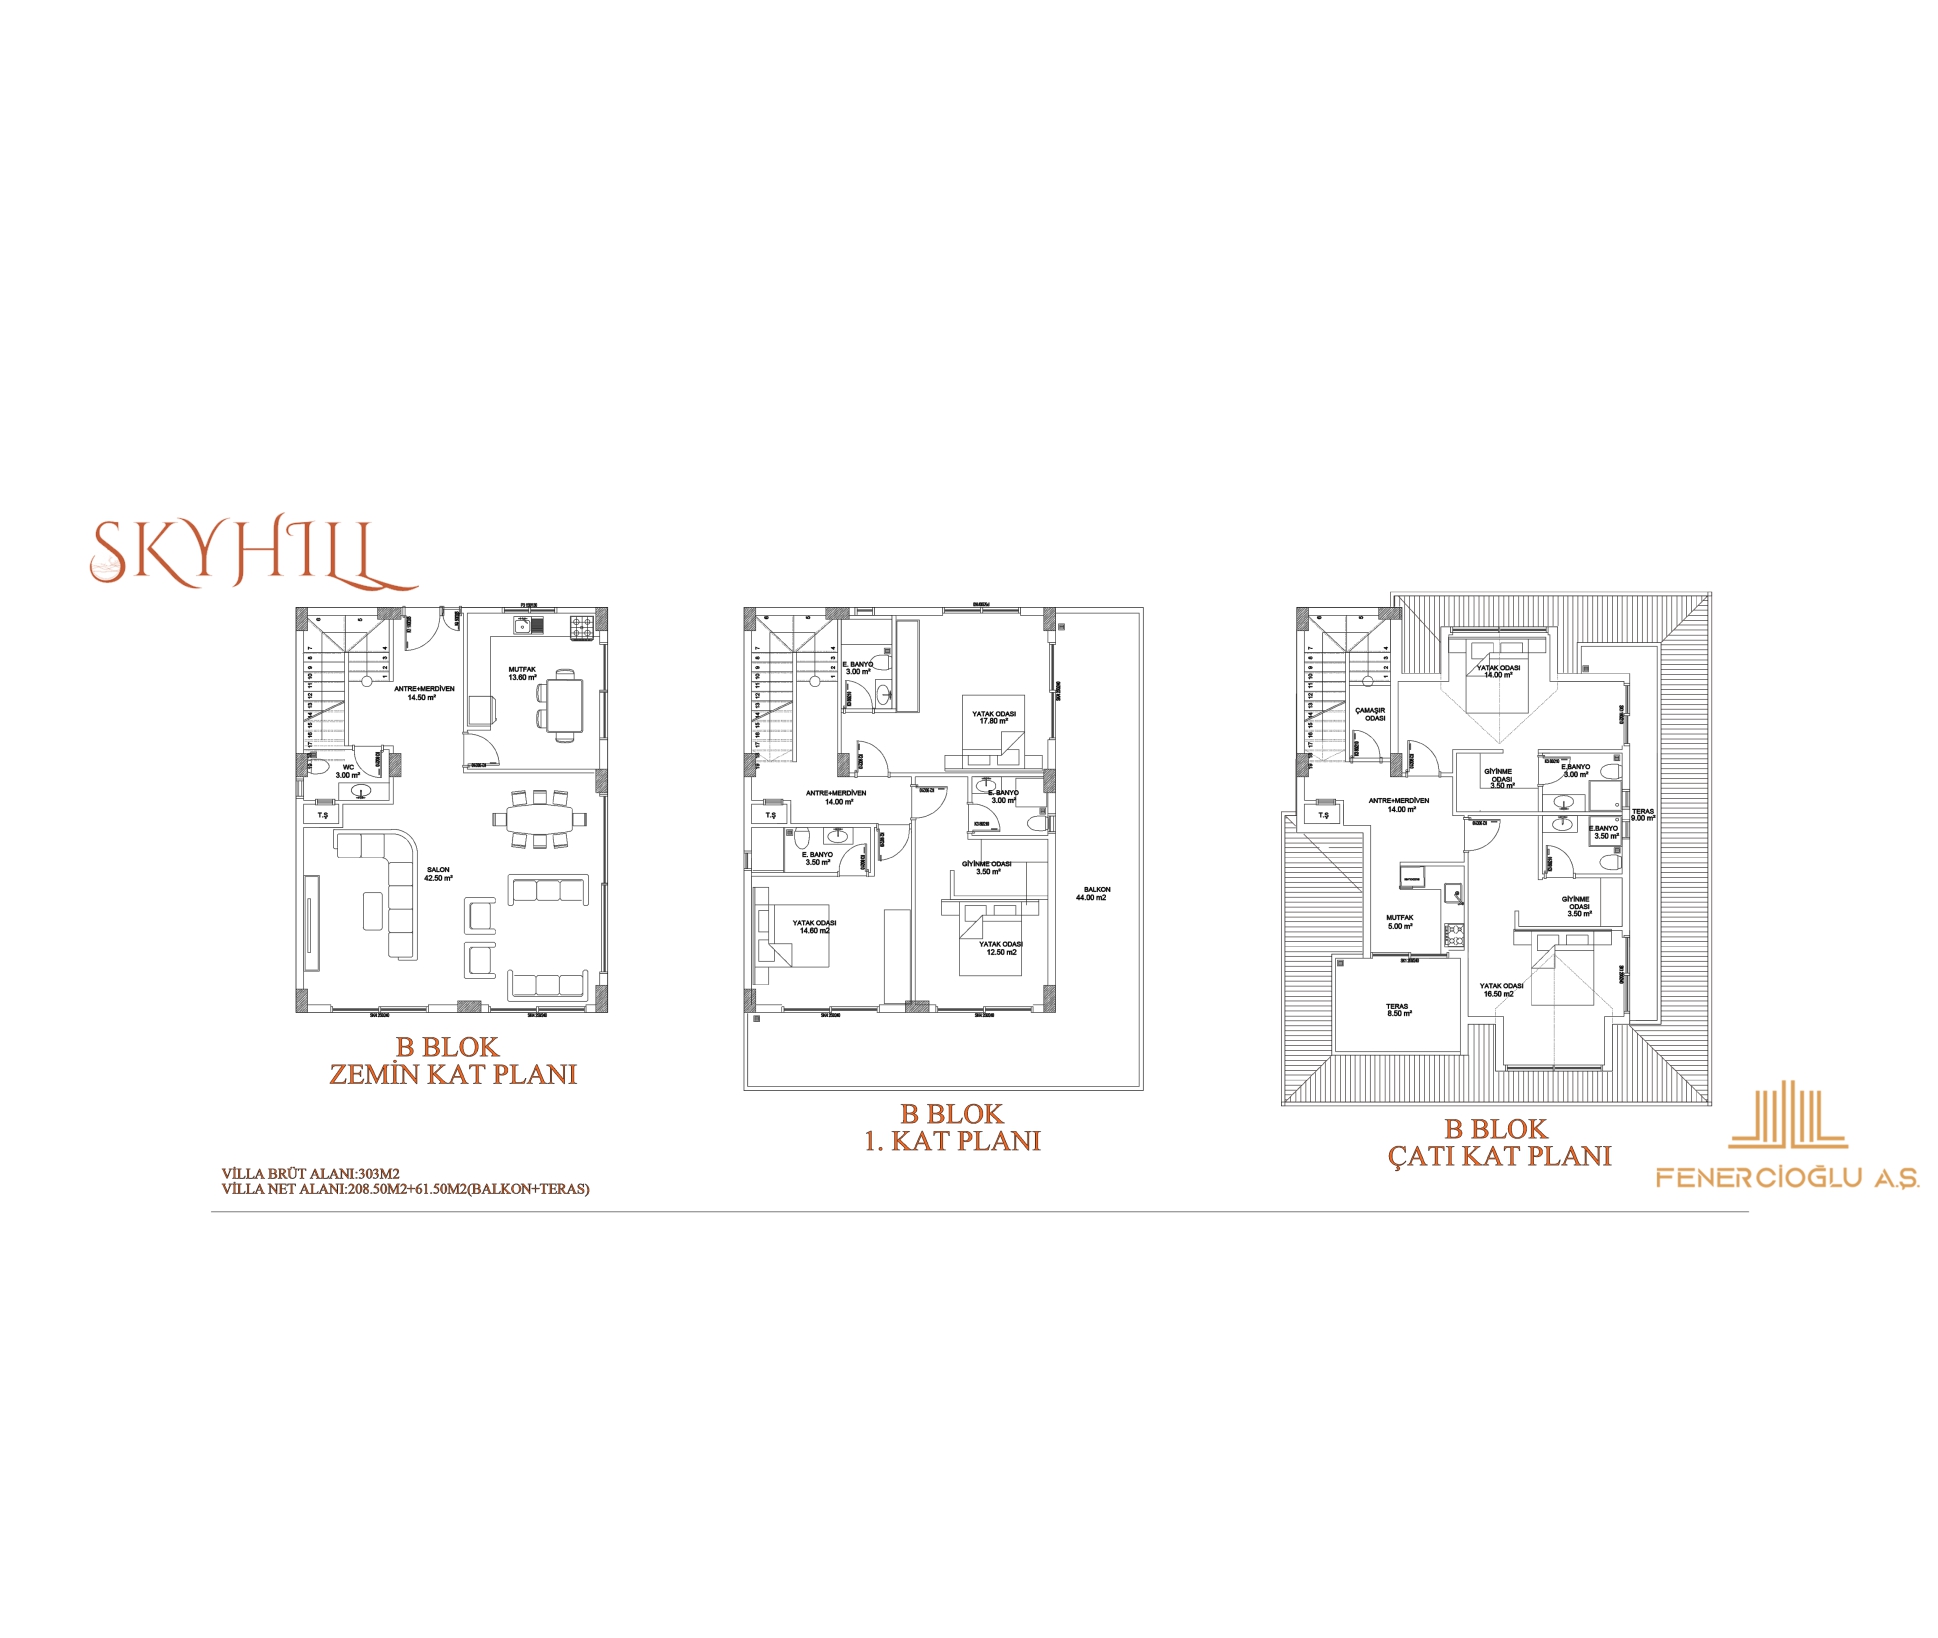 SKYHILL
MUTFAK
13.60 m²
ANTRE+MERDİVEN
14.50 m²
WC
3.00 m²
T.Ş
SALON
42.50 m²
B BLOK
ZEMİN KAT PLANI
E. BANYO
3.00 m²
YATAK ODASI
17.80 m²
ANTRE+MERDİVEN
14.00 m²
T.Ş
E. BANYO
3.00 m²
E. BANYO
3.50 m²
GİYİNME ODASI
3.50 m²
BALKON
44.00 m2
YATAK ODASI
14.60 m2
YATAK ODASI
12.50 m2
B BLOK
1. KAT PLANI
YATAK ODASI
14.00 m²
ÇAMAŞIR
ODASI
GİYİNME
ODASI
3.50 m²
E.BANYO
3.00 m²
ANTRE+MERDİVEN
14.00 m²
T.Ş
TERAS
9.00 m²
E.BANYO
3.50 m²
GİYİNME
ODASI
3.50 m²
MUTFAK
5.00 m²
YATAK ODASI
16.50 m2
TERAS
8.50 m²
B BLOK
ÇATI KAT PLANI
VİLLA BRÜT ALANI:303M2
VİLLA NET ALANI:208.50M2+61.50M2(BALKON+TERAS)
FENERCİOĞLU A.Ş.